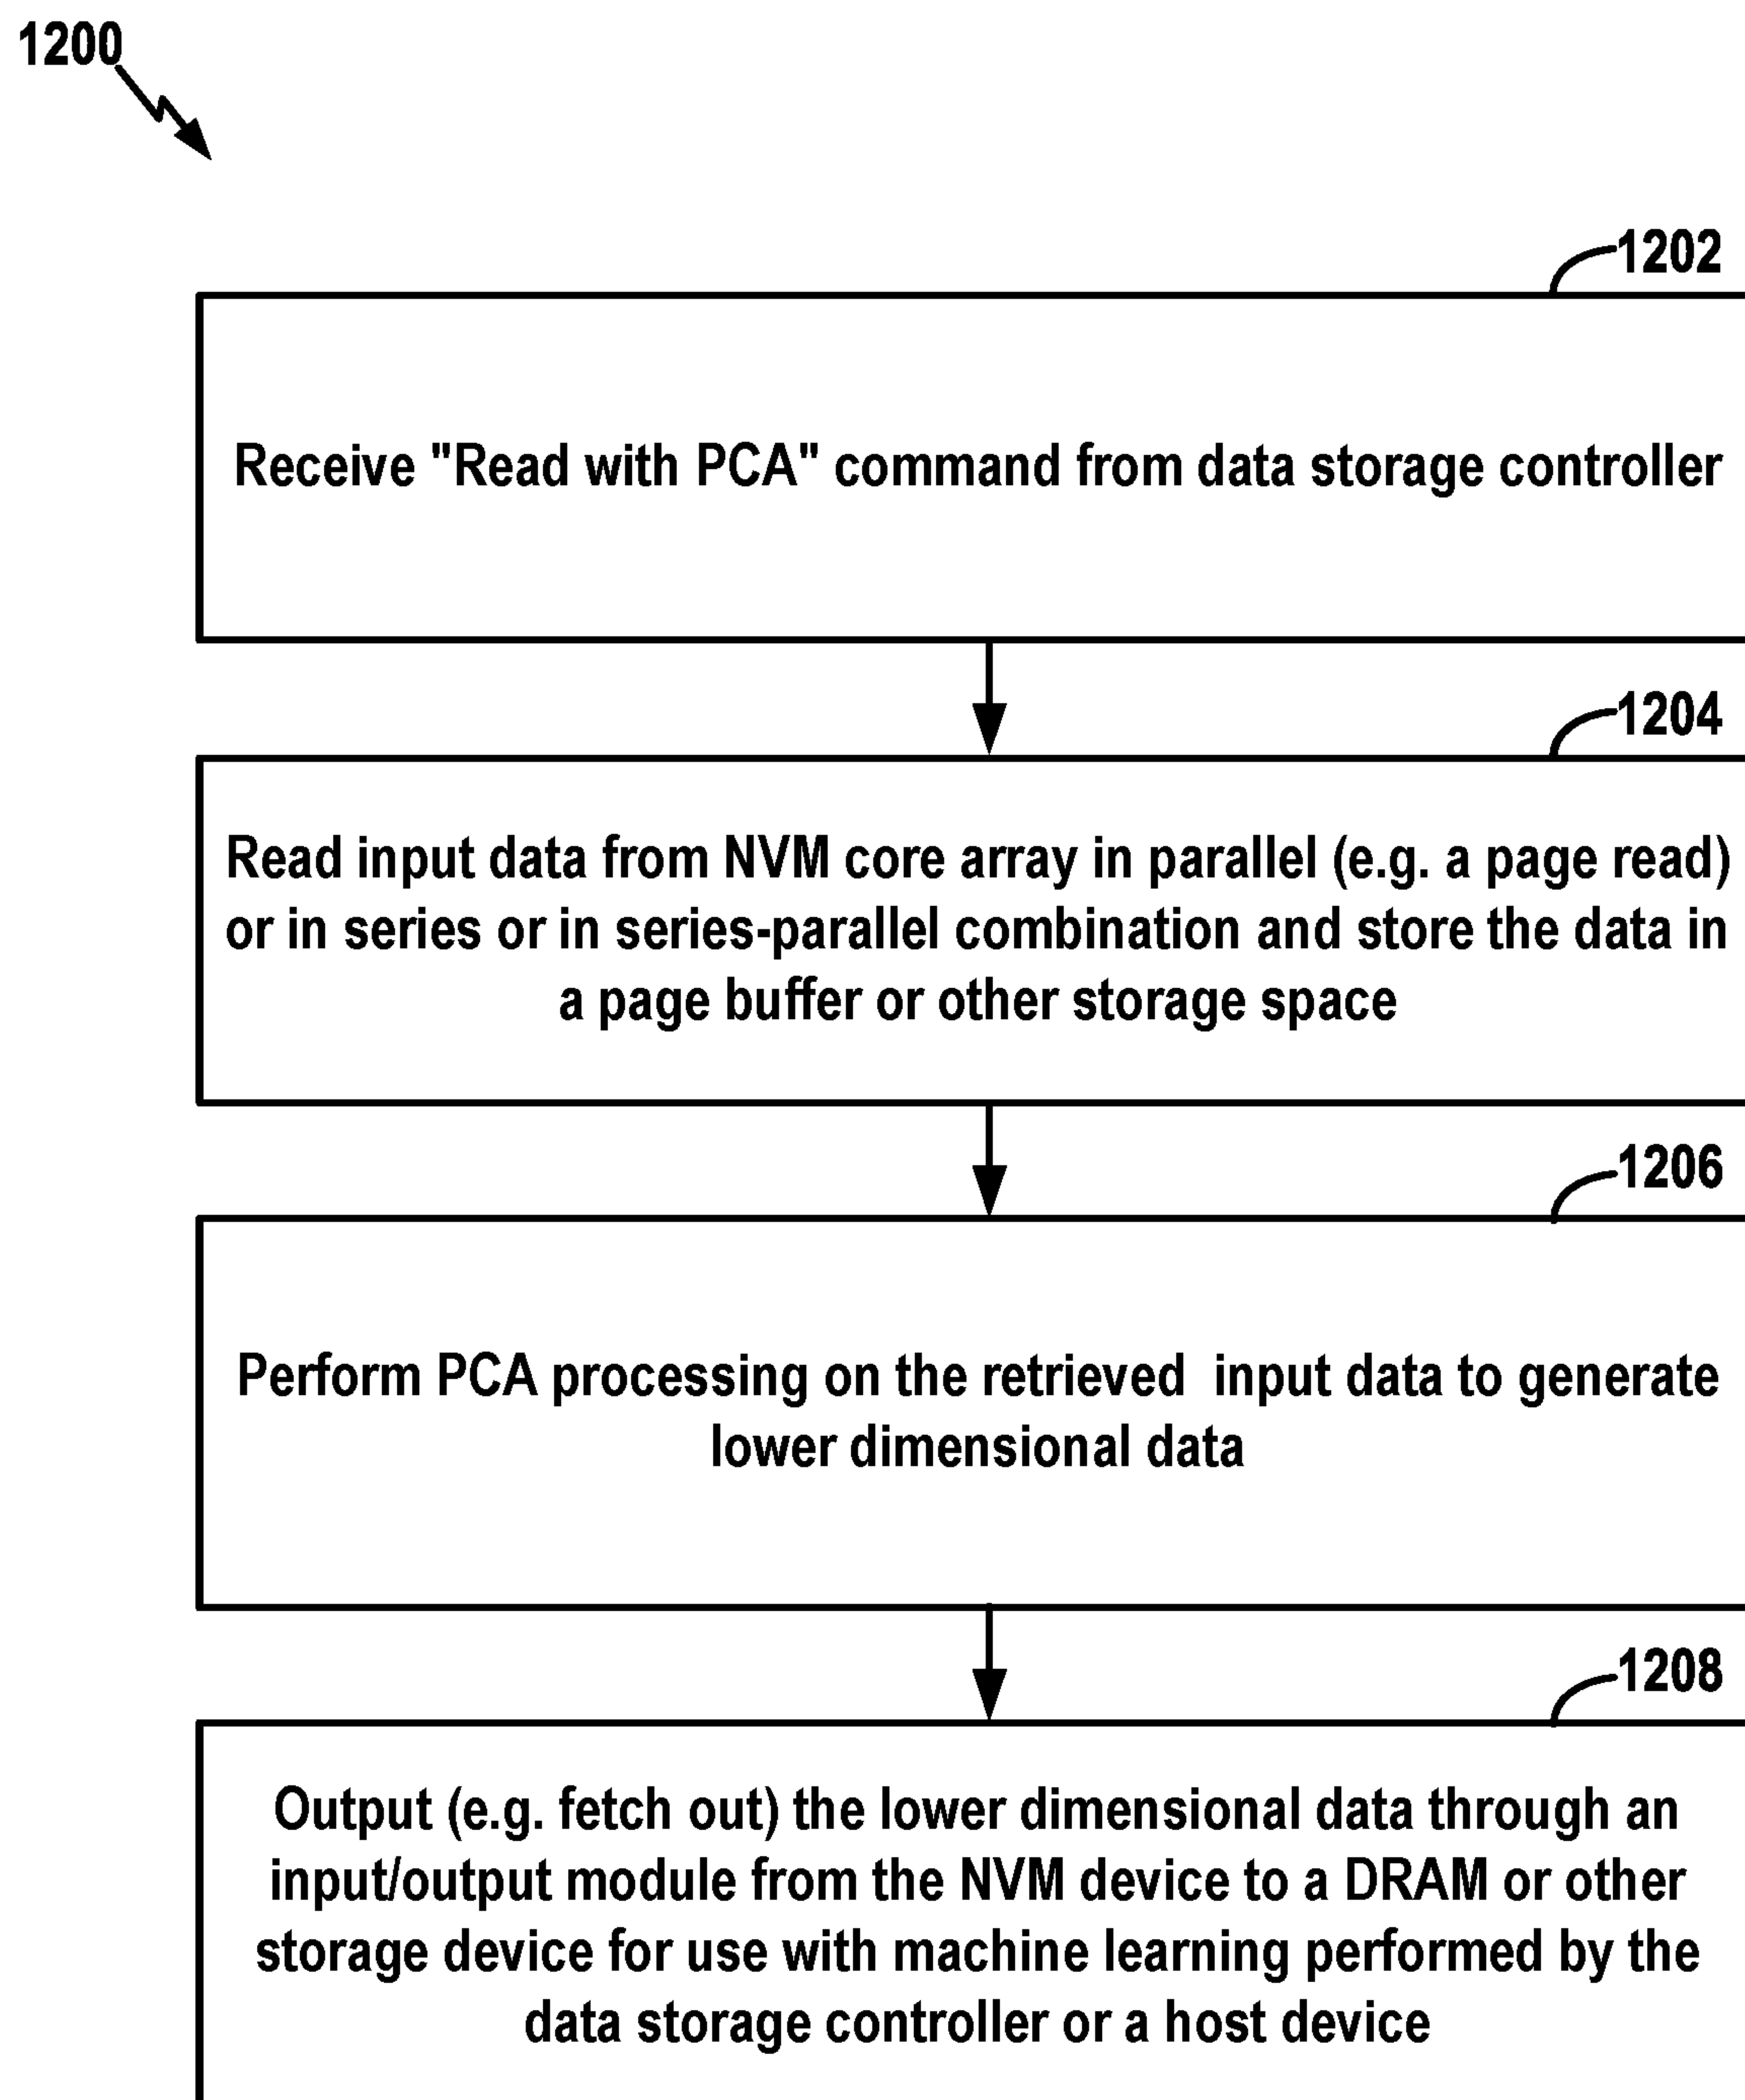 1200
1202
Receive "Read with PCA" command from data storage controller
1204
Read input data from NVM core array in parallel (e.g. a page read)
or in series or in series-parallel combination and store the data in
a page buffer or other storage space
1206
Perform PCA processing on the retrieved input data to generate
lower dimensional data
1208
Output (e.g. fetch out) the lower dimensional data through an
input/output module from the NVM device to a DRAM or other
storage device for use with machine learning performed by the
data storage controller or a host device